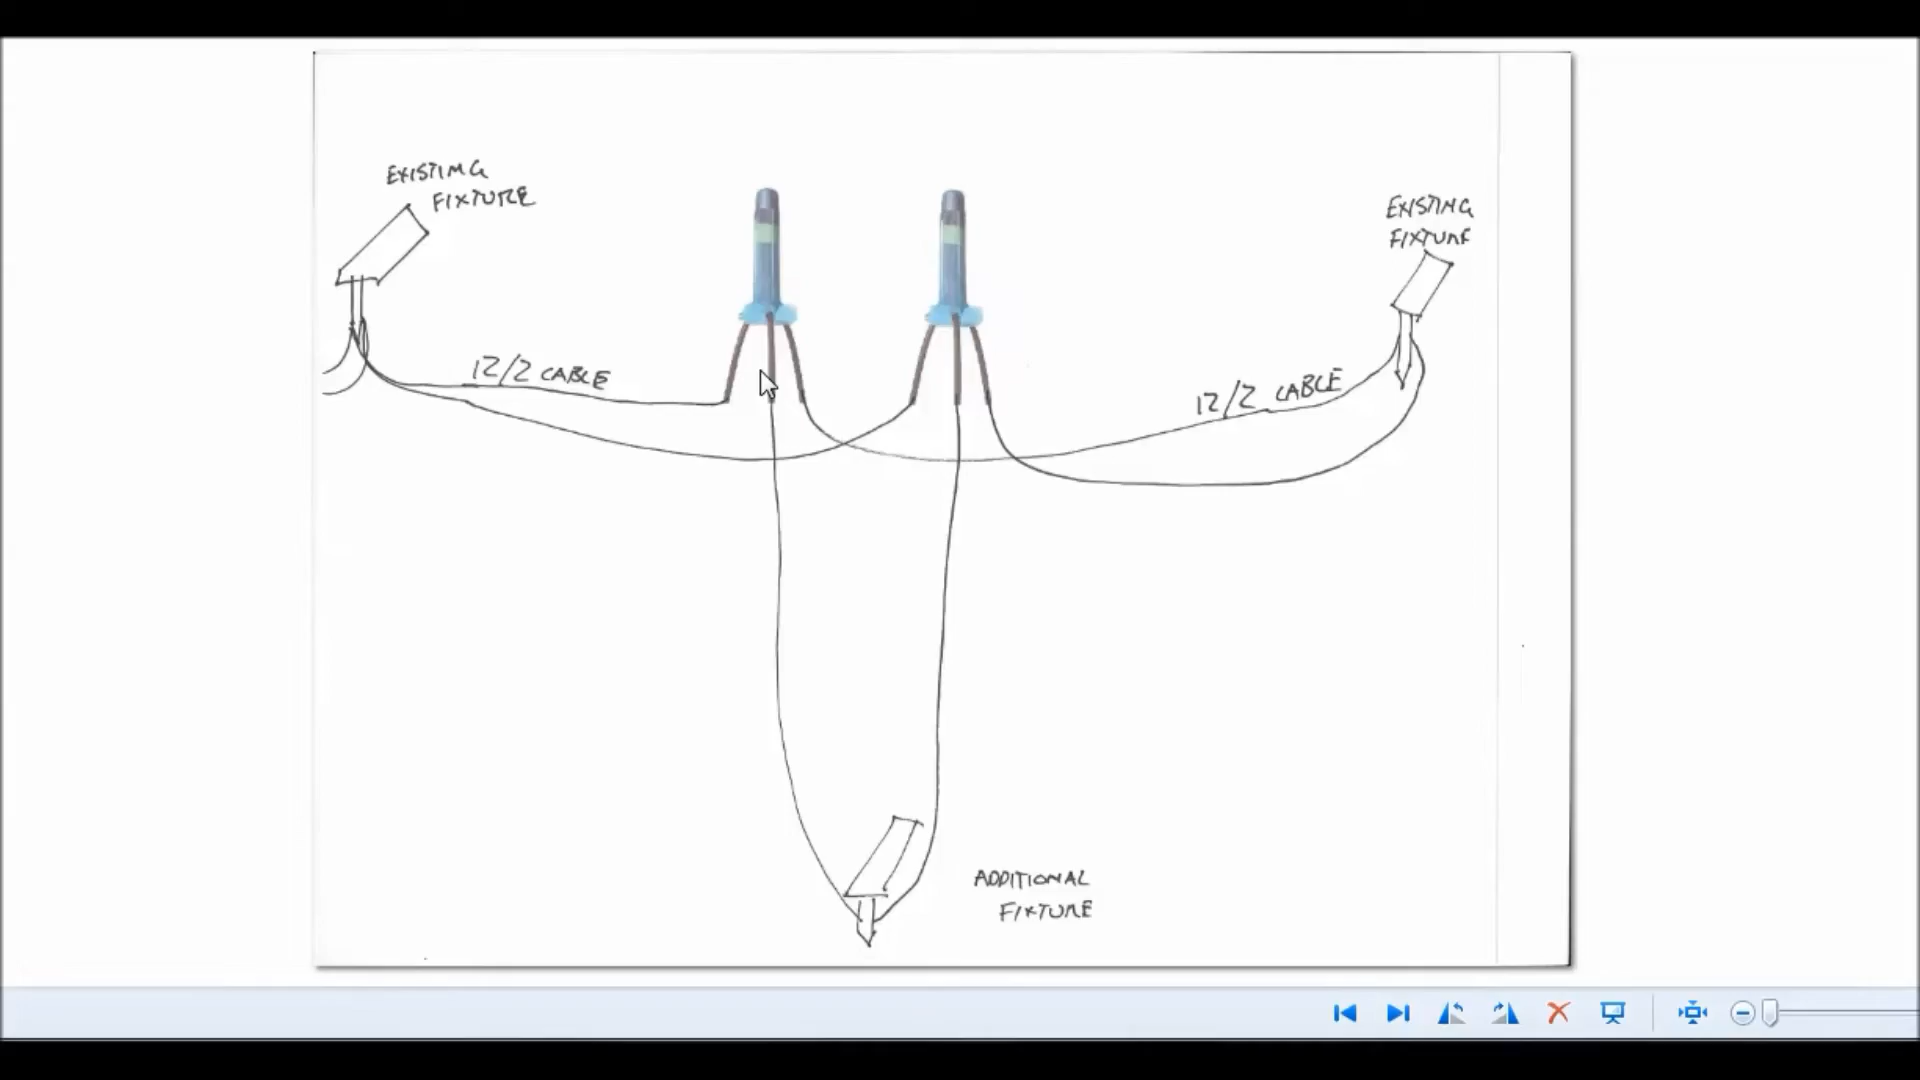 EXISTING
FIXTURE
EXISTING
FIXTURE
12/2 CABLE
12/2 CABLE
ADDITIONAL
FIXTURE